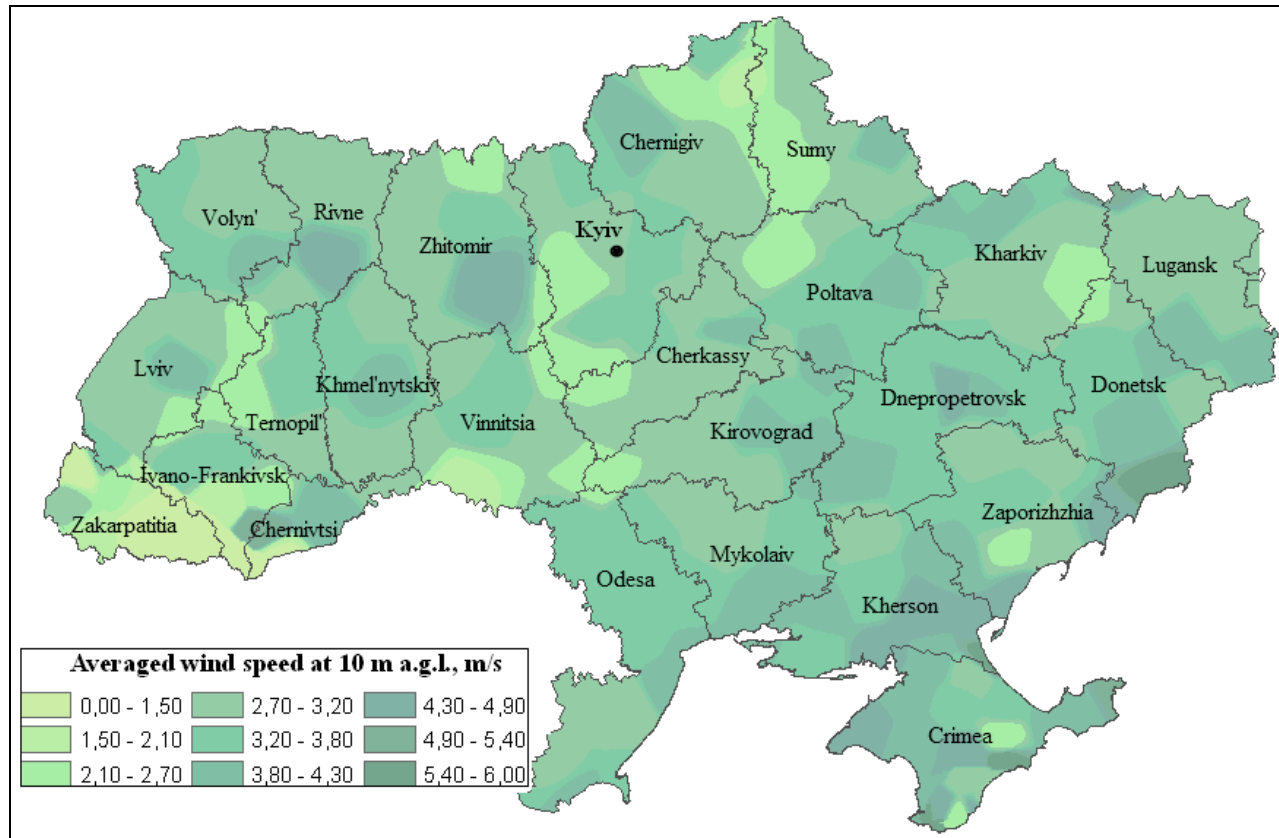 Chernigiv
Sumy
Volyn'
Rivne
Zhitomir
Kyiv
Kharkiv
Lugansk
Poltava
Lviv
Khmel'nytskiy
Cherkassy
Donetsk
Ternopil'
Vinnitsia
Dnepropetrovsk
Kirovograd
Ivano-Frankivsk
Zakarpatitia
Chernivtsi
Zaporizhzhia
Mykolaiv
Odesa
Kherson
Crimea
Averaged wind speed at 10 m a.g.l., m/s
0,00 - 1,50 2,70 - 3,20 4,30 - 4,90
1,50 - 2,10 3,20 - 3,80 4,90 - 5,40
2,10 - 2,70 3,80 - 4,30 5,40 - 6,00